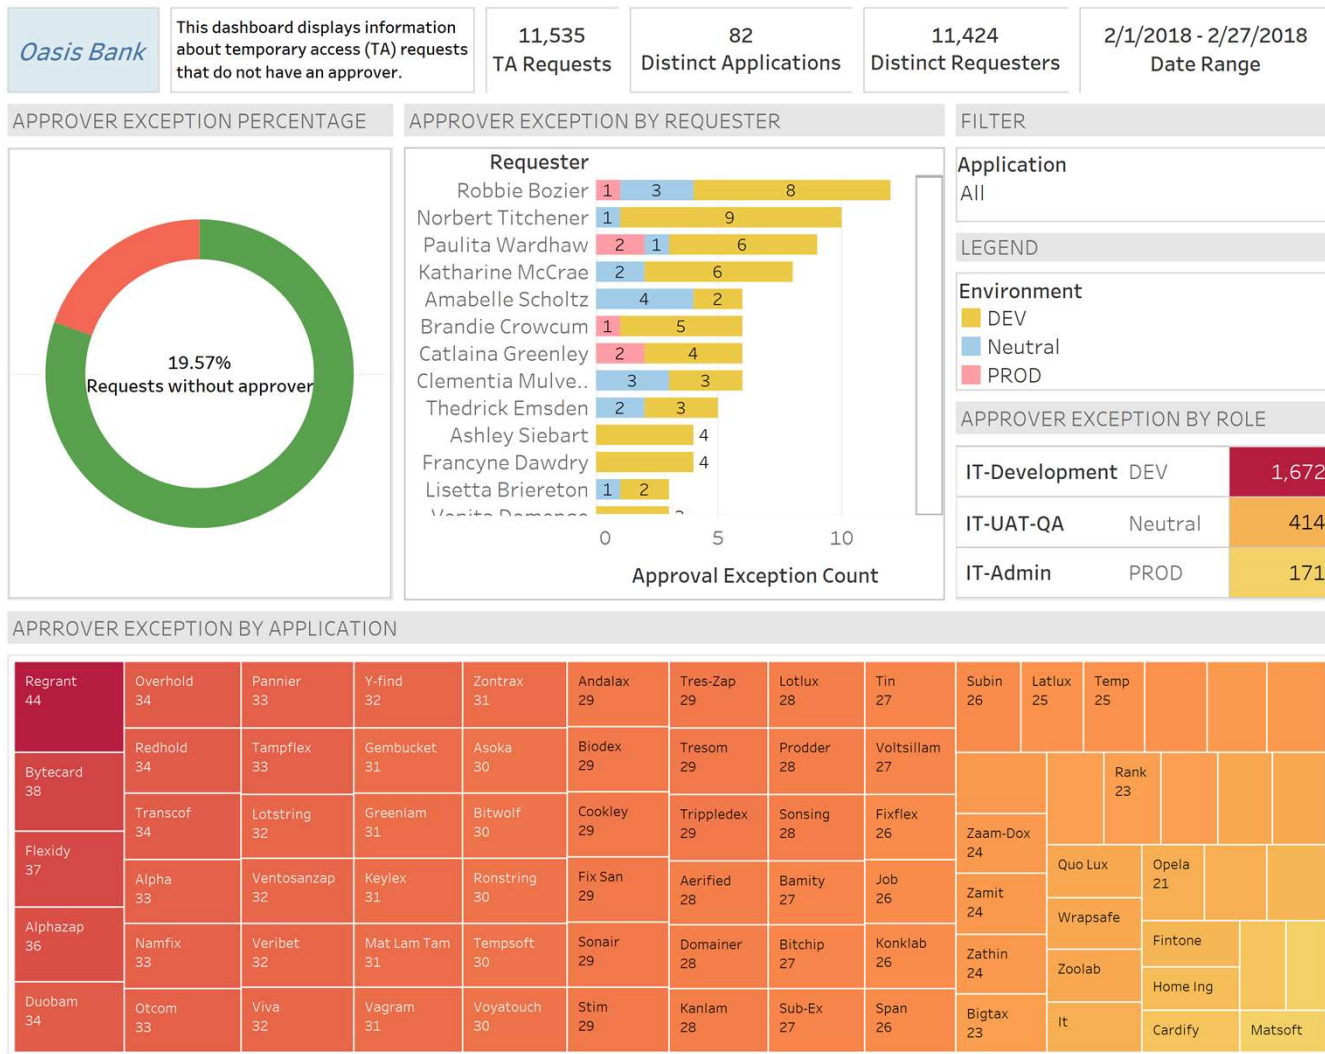 Oasis Bank
This dashboard displays information
about temporary access (TA) requests
that do not have an approver.
11,535
TA Requests
82
Distinct Applications
11,424
Distinct Requesters
2/1/2018 - 2/27/2018
Date Range
APPROVER EXCEPTION PERCENTAGE
19.57%
Requests without approver
APPROVER EXCEPTION BY REQUESTER
Requester
Robbie Bozier 1 3 8
Norbert Titchener 1 9
Paulita Wardhaw 2 1 6
Katharine McCrae 2 6
Amabelle Scholtz 4 2
Brandie Crowcum 1 5
Catlaina Greenley 2 4
Clementia Mulve.. 3 3
Thedrick Emsden 2 3
Ashley Siebart 4
Francyne Dawdry 4
Lisetta Briereton 1 2
0 5 10
Approval Exception Count
FILTER
Application
All
LEGEND
Environment
DEV
Neutral
PROD
APPROVER EXCEPTION BY ROLE
IT-Development DEV 1,672
IT-UAT-QA Neutral 414
IT-Admin PROD 171
APRROVER EXCEPTION BY APPLICATION
Regrant
44
Bytecard
38
Flexidy
37
Alphazap
36
Duobam
34
Overhold
34
Redhold
34
Transcof
34
Alpha
33
Namfix
33
Otcom
33
Pannier
33
Tampflex
33
Lotstring
32
Ventosanzap
32
Veribet
32
Viva
32
Y-find
32
Gembucket
31
Greenlam
31
Keylex
31
Mat Lam Tam
31
Vagram
31
Zontrax
31
Asoka
30
Bitwolf
30
Ronstring
30
Tempsoft
30
Voyatouch
30
Andalax
29
Biodex
29
Cookley
29
Fix San
29
Sonair
29
Stim
29
Tres-Zap
29
Tresom
29
Trippledex
29
Aerified
28
Domainer
28
Kanlam
28
Lotlux
28
Prodder
28
Sonsing
28
Bamity
27
Bitchip
27
Sub-Ex
27
Tin
27
Voltsillam
27
Fixflex
26
Job
26
Konklab
26
Span
26
Subin
26
Latlux
25
Temp
25
Zaam-Dox
24
Zamit
24
Zathin
24
Bigtax
23
Rank
23
Quo Lux
Wrapsafe
Zoolab
It
Opela
21
Fintone
Home Ing
Cardify
Matsoft